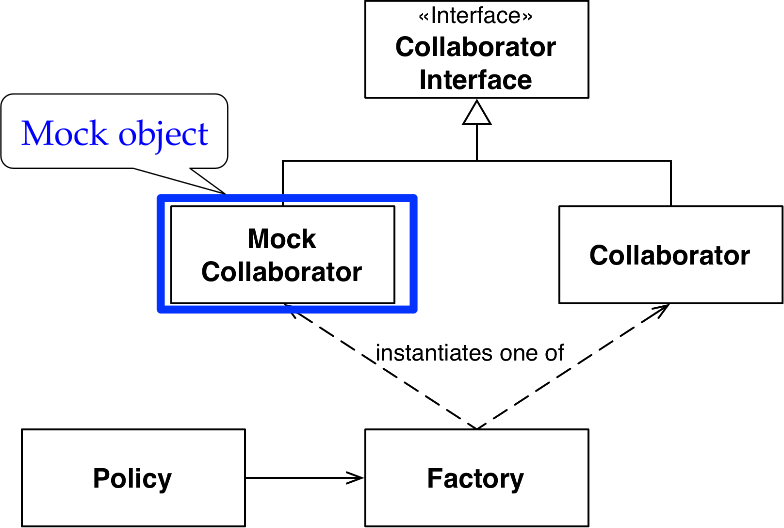 «Interface»
Collaborator
Interface
Mock object
Mock
Collaborator
Collaborator
instantiates one of
Policy
Factory